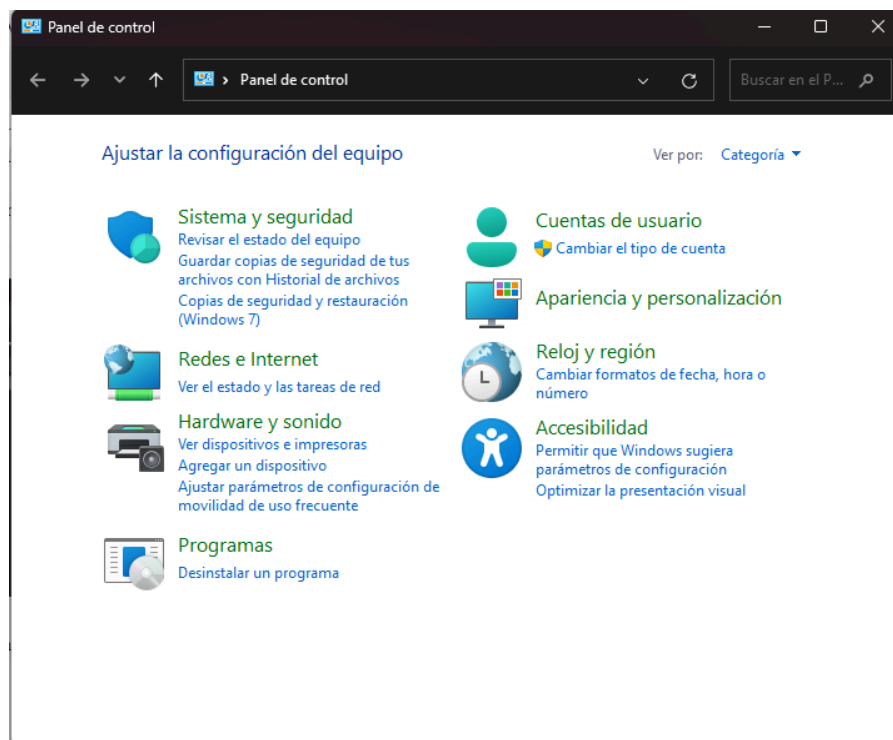 Panel de control
Panel de control
Buscar en el P...
Ajustar la configuración del equipo
Ver por: Categoría
Sistema y seguridad
Revisar el estado del equipo
Guardar copias de seguridad de tus
archivos con Historial de archivos
Copias de seguridad y restauración
(Windows 7)
Redes e Internet
Ver el estado y las tareas de red
Hardware y sonido
Ver dispositivos e impresoras
Agregar un dispositivo
Ajustar parámetros de configuración de
movilidad de uso frecuente
Programas
Desinstalar un programa
Cuentas de usuario
Cambiar el tipo de cuenta
Apariencia y personalización
Reloj y región
Cambiar formatos de fecha, hora o
número
Accesibilidad
Permitir que Windows sugiera
parámetros de configuración
Optimizar la presentación visual